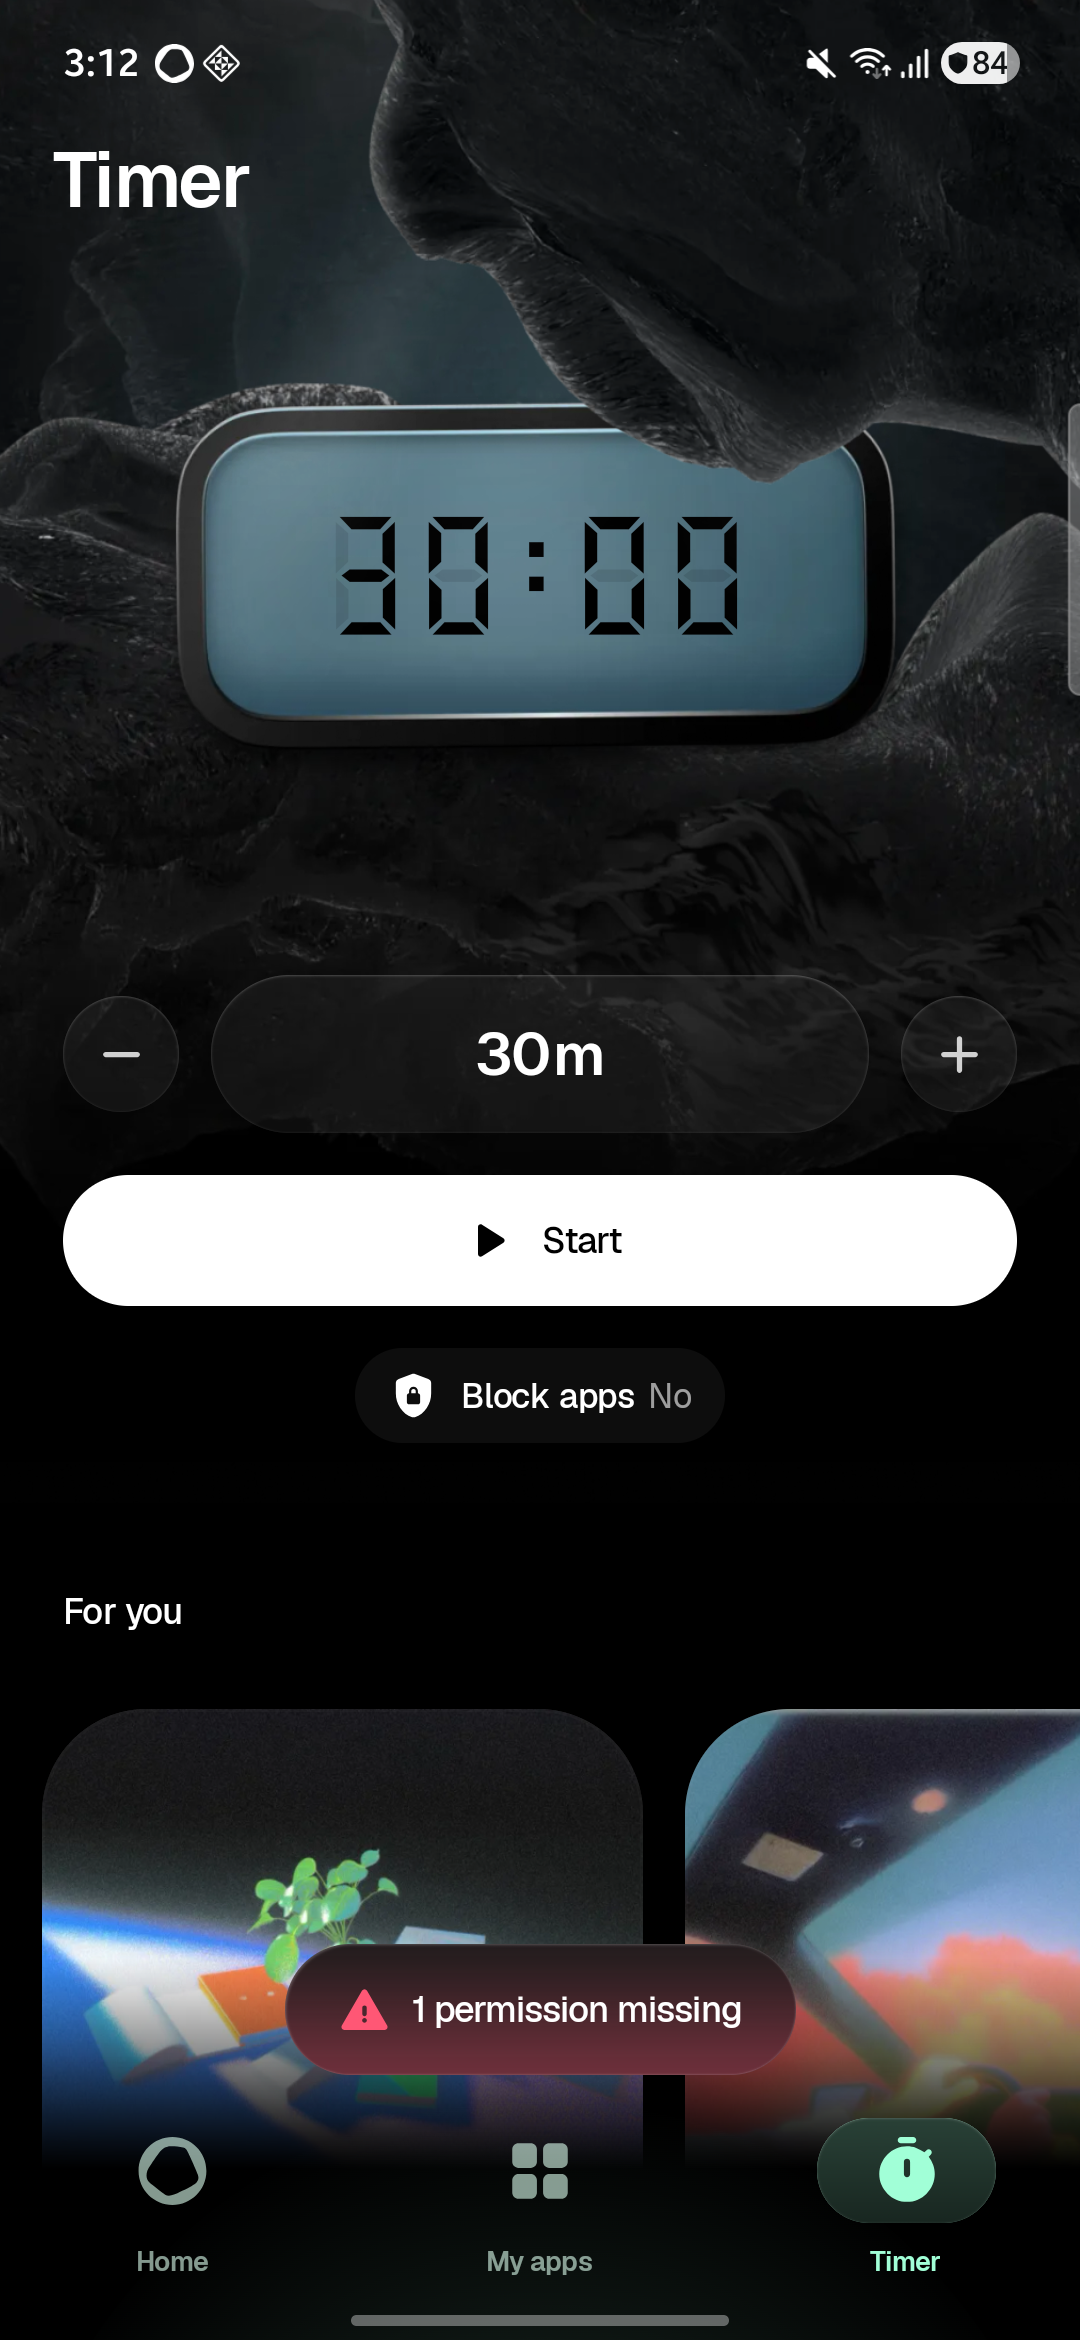 3:12
84
Timer
30:00
30m
Start
Block apps No
For you
1 permission missing
Home
My apps
Timer